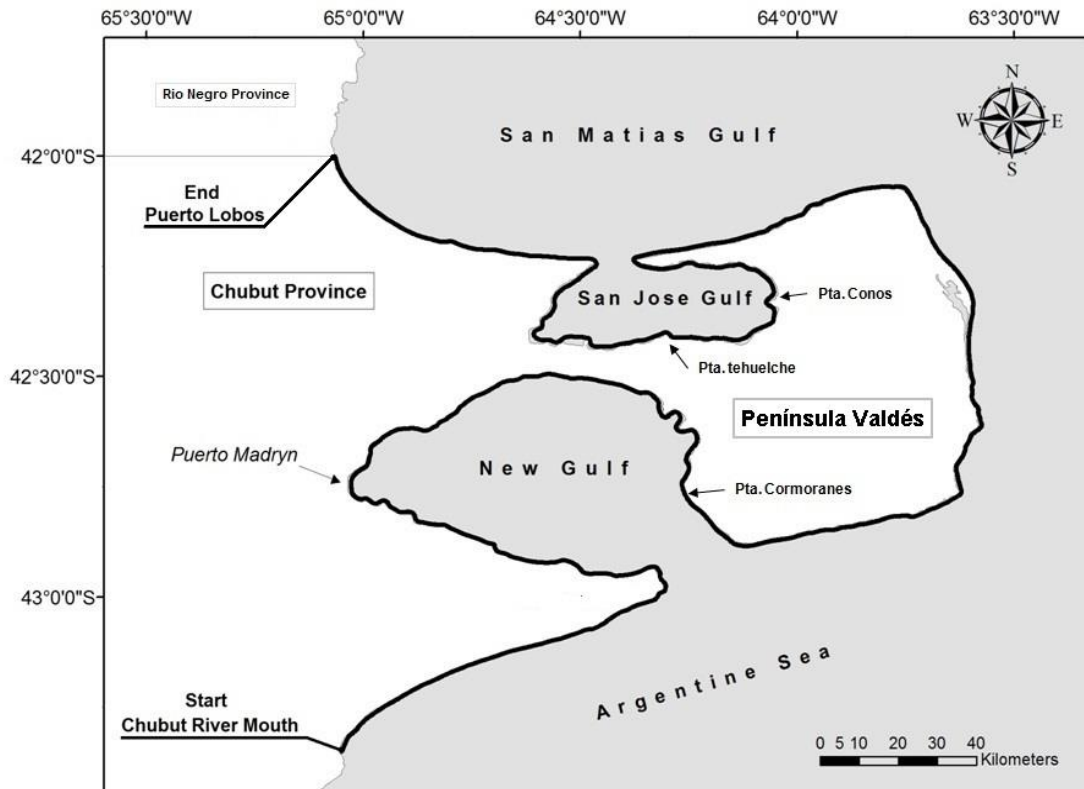 65°30'0"W 65°00'0"W 64°30'0"W 64°00'0"W 63°30'0"W
Rio Negro Province
San Matias Gulf
N
W E
S
42°0'0"S
End
Puerto Lobos
Chubut Province
San Jose Gulf
Pta. Conos
Pta. tehuelche
42°30'0"S
Península Valdés
Puerto Madryn
New Gulf
Pta. Cormoranes
43°0'0"S
Argentine Sea
Start
Chubut River Mouth
0 5 10 20 30 40
Kilometers